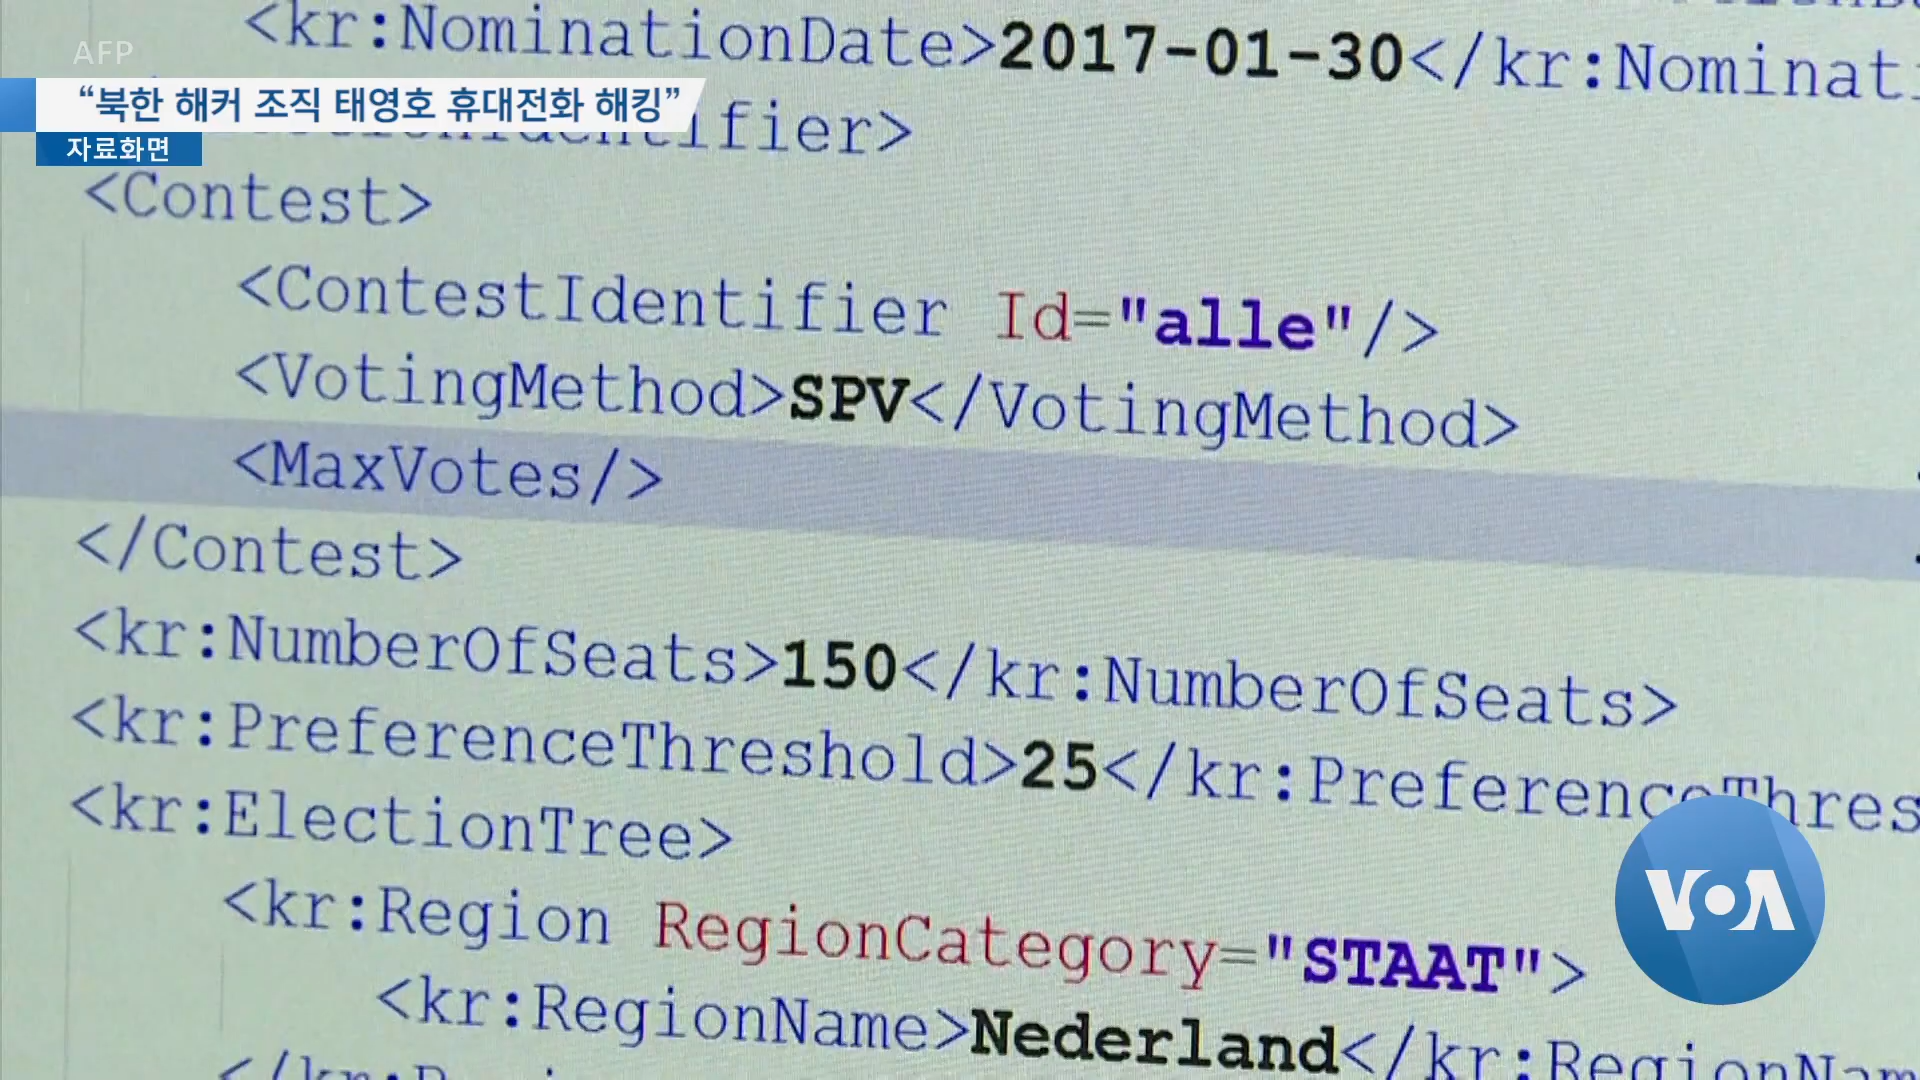 AFP
<kr:NominationDate>2017-01-30</kr:Nominati
“북한 해커 조직 태영호 휴대전화 해킹”
ifier>
자료화면
<Contest>
<ContestIdentifier Id="alle"/>
<VotingMethod>SPV</VotingMethod>
<MaxVotes/>
</Contest>
<kr:NumberOfSeats>150</kr:NumberOfSeats>
<kr:PreferenceThreshold>25</kr:PreferenceThres
<kr:ElectionTree>
<kr:Region RegionCategory="STAAT">
<kr:RegionName>Nederland</kr:RegionNam
VOA